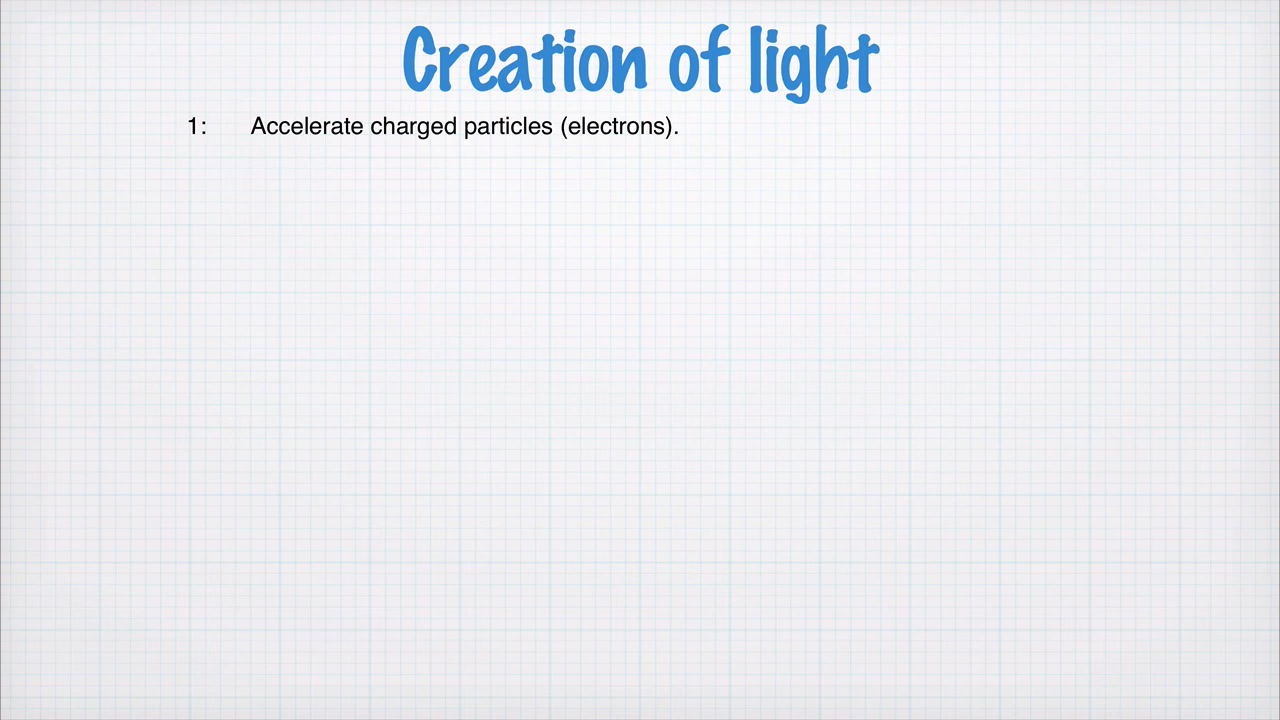 Creation of light
1: Accelerate charged particles (electrons).